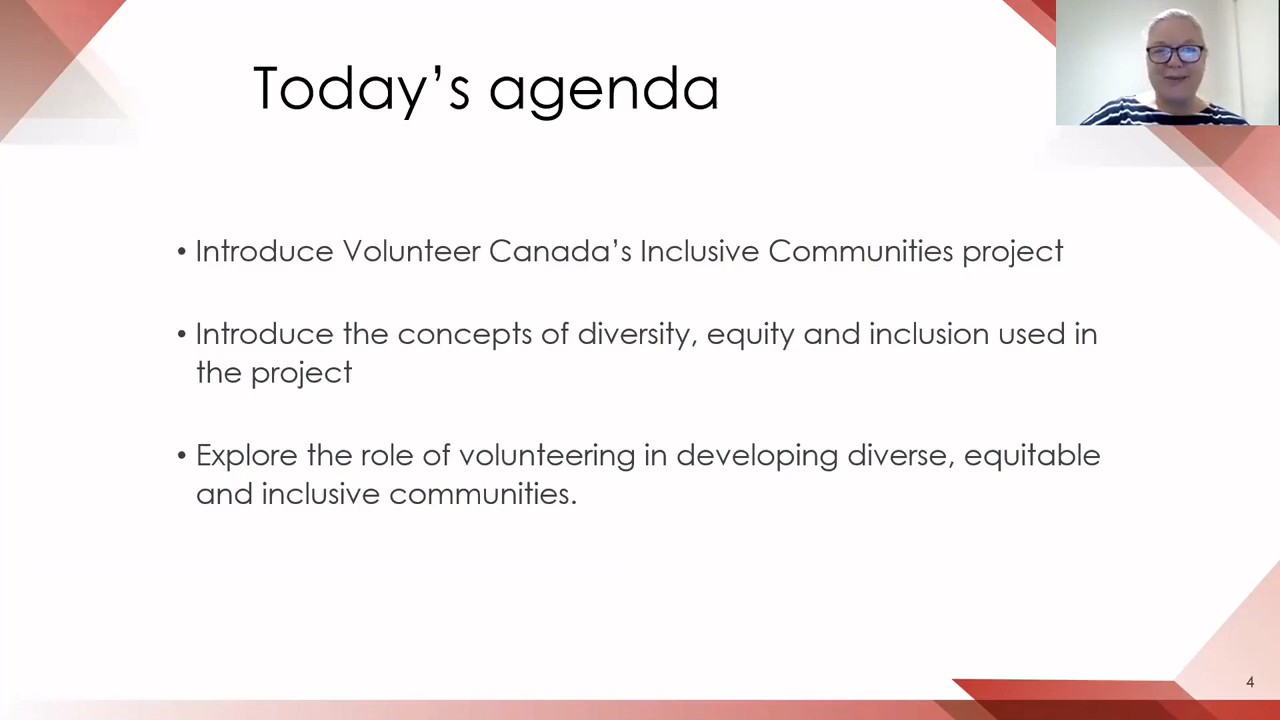 Today’s agenda
• Introduce Volunteer Canada’s Inclusive Communities project
• Introduce the concepts of diversity, equity and inclusion used in
the project
• Explore the role of volunteering in developing diverse, equitable
and inclusive communities.
4